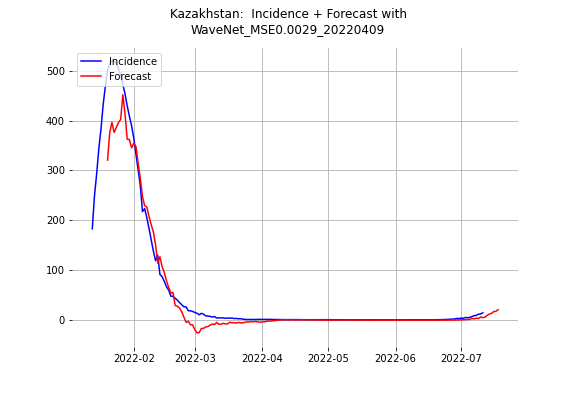 Kazakhstan:  Incidence + Forecast with
WaveNet_MSE0.0029_20220409
Incidence
Forecast
500
400
300
200
100
0
2022-02 2022-03 2022-04 2022-05 2022-06 2022-07